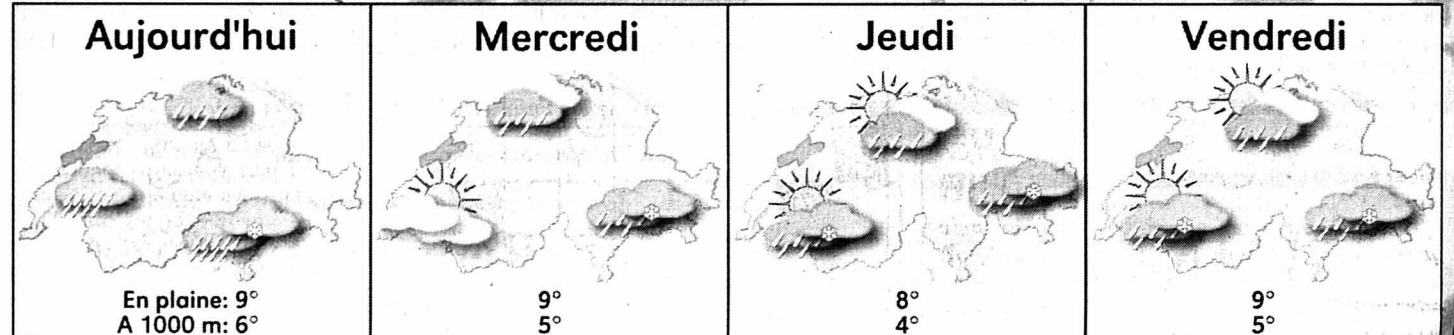 Aujourd'hui
En plaine: 9°
A 1000 m: 6°
Mercredi
9°
5°
Jeudi
8°
4°
Vendredi
9°
5°